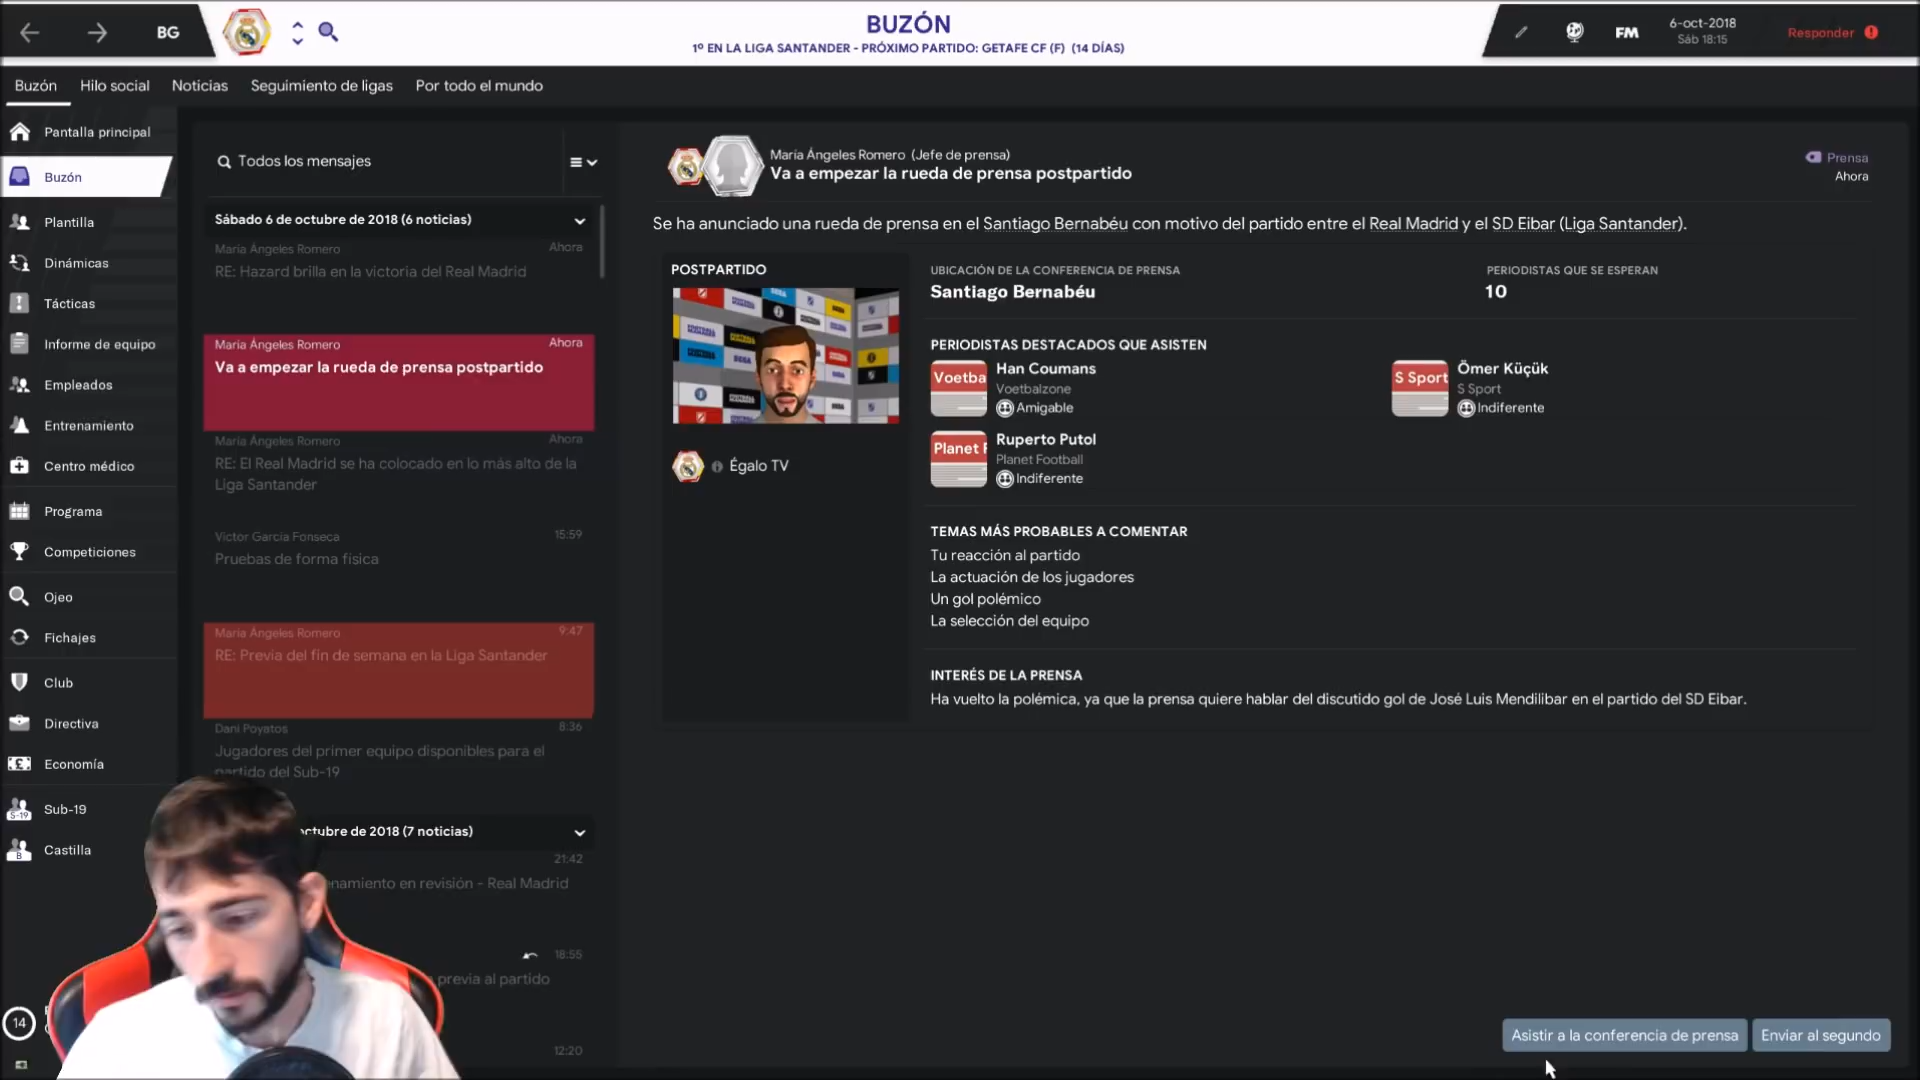 BG
BUZÓN
1º EN LA LIGA SANTANDER - PRÓXIMO PARTIDO: GETAFE CF (F) (14 DÍAS)
FM
6-oct-2018
Sáb 18:15
Responder
Buzón
Hilo social
Noticias
Seguimiento de ligas
Por todo el mundo
Pantalla principal
Buzón
Plantilla
Dinámicas
Tácticas
Informe de equipo
Empleados
Entrenamiento
Centro médico
Programa
Competiciones
Ojeo
Fichajes
Club
Directiva
Economía
S-19
Sub-19
B
Castilla
14
Todos los mensajes
Sábado 6 de octubre de 2018 (6 noticias)
María Ángeles Romero
Ahora
RE: Hazard brilla en la victoria del Real Madrid
María Ángeles Romero
Ahora
Va a empezar la rueda de prensa postpartido
María Ángeles Romero
Ahora
RE: El Real Madrid se ha colocado en lo más alto de la
Liga Santander
Víctor García Fonseca
15:59
Pruebas de forma física
María Ángeles Romero
9:47
RE: Previa del fin de semana en la Liga Santander
Dani Poyatos
8:36
Jugadores del primer equipo disponibles para el
partido del Sub-19
octubre de 2018 (7 noticias)
21:42
namiento en revisión - Real Madrid
18:55
previa al partido
12:20
María Ángeles Romero (Jefe de prensa)
Va a empezar la rueda de prensa postpartido
Prensa
Ahora
Se ha anunciado una rueda de prensa en el Santiago Bernabéu con motivo del partido entre el Real Madrid y el SD Eibar (Liga Santander).
POSTPARTIDO
Égalo TV
UBICACIÓN DE LA CONFERENCIA DE PRENSA
Santiago Bernabéu
PERIODISTAS QUE SE ESPERAN
10
PERIODISTAS DESTACADOS QUE ASISTEN
Voetba
Han Coumans
Voetbalzone
Amigable
S Sport
Ömer Küçük
S Sport
Indiferente
Planet F
Ruperto Putol
Planet Football
Indiferente
TEMAS MÁS PROBABLES A COMENTAR
Tu reacción al partido
La actuación de los jugadores
Un gol polémico
La selección del equipo
INTERÉS DE LA PRENSA
Ha vuelto la polémica, ya que la prensa quiere hablar del discutido gol de José Luis Mendilibar en el partido del SD Eibar.
Asistir a la conferencia de prensa
Enviar al segundo